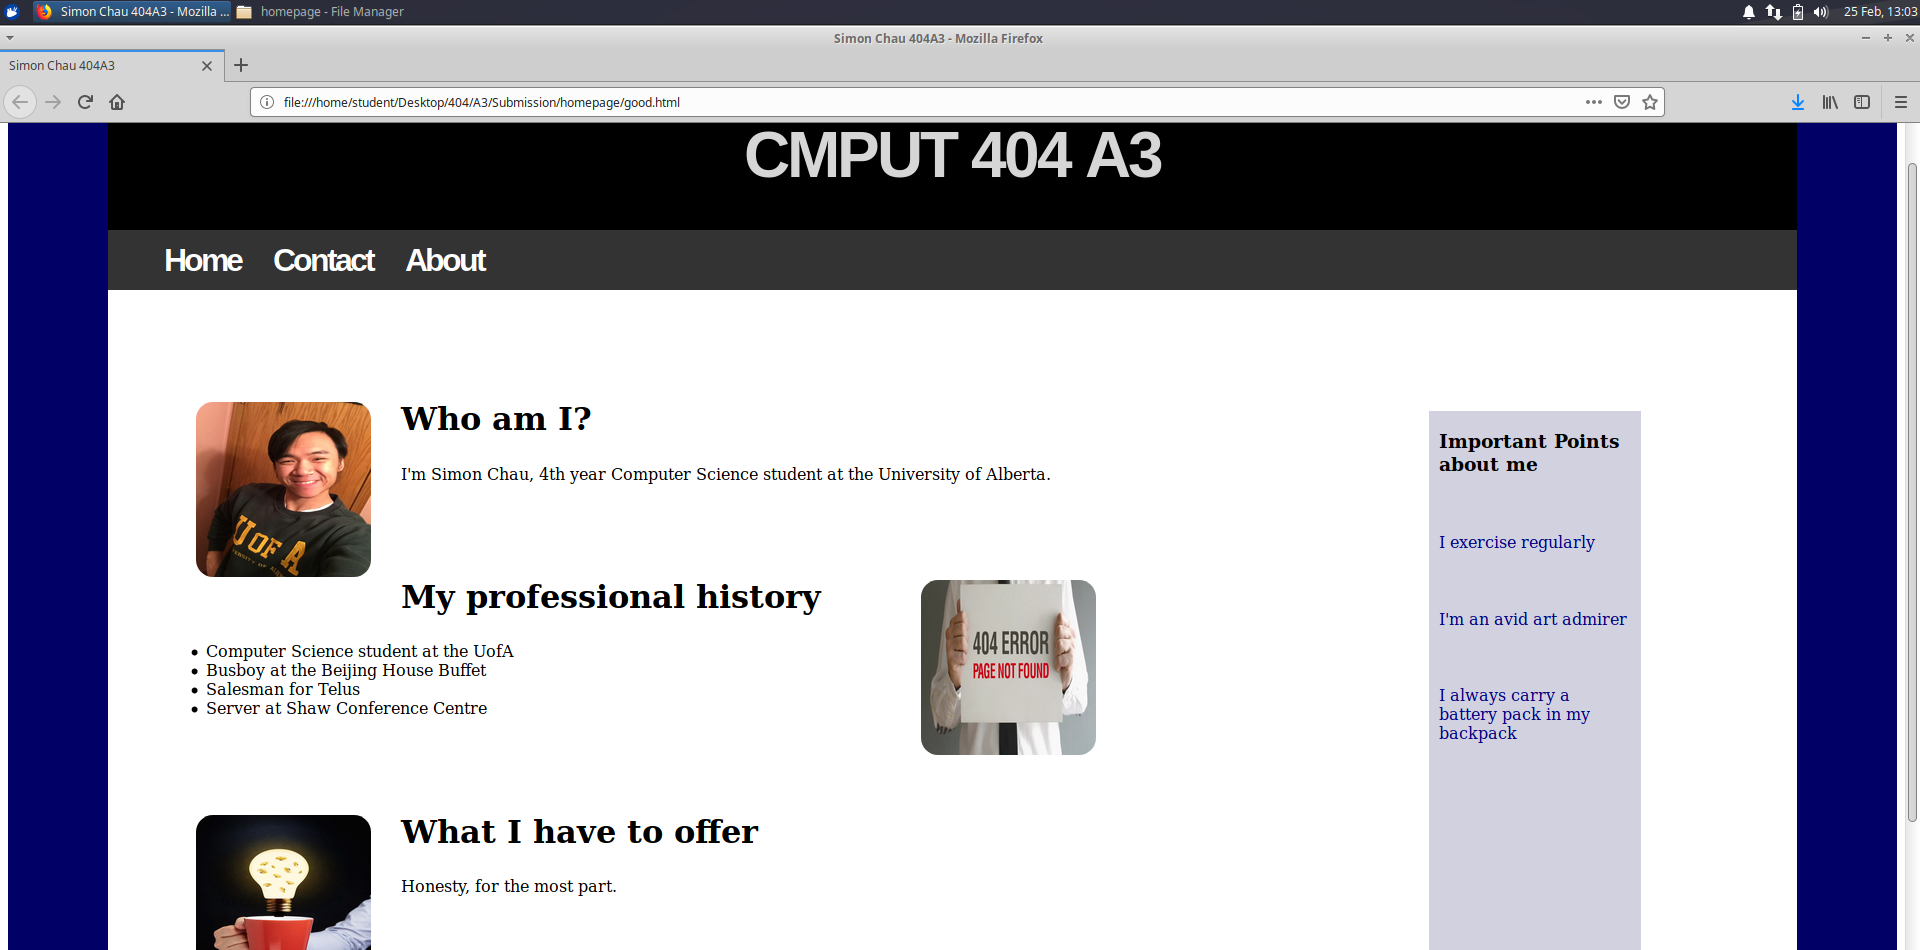 Simon Chau 404A3 - Mozilla ...
homepage - File Manager
25 Feb, 13:03
Simon Chau 404A3 - Mozilla Firefox
Simon Chau 404A3
file:///home/student/Desktop/404/A3/Submission/homepage/good.html
CMPUT 404 A3
Home Contact About
Who am I?
I'm Simon Chau, 4th year Computer Science student at the University of Alberta.
U OF A
My professional history
Computer Science student at the UofA
Busboy at the Beijing House Buffet
Salesman for Telus
Server at Shaw Conference Centre
404 ERROR
PAGE NOT FOUND
What I have to offer
Honesty, for the most part.
Important Points
about me
I exercise regularly
I'm an avid art admirer
I always carry a
battery pack in my
backpack